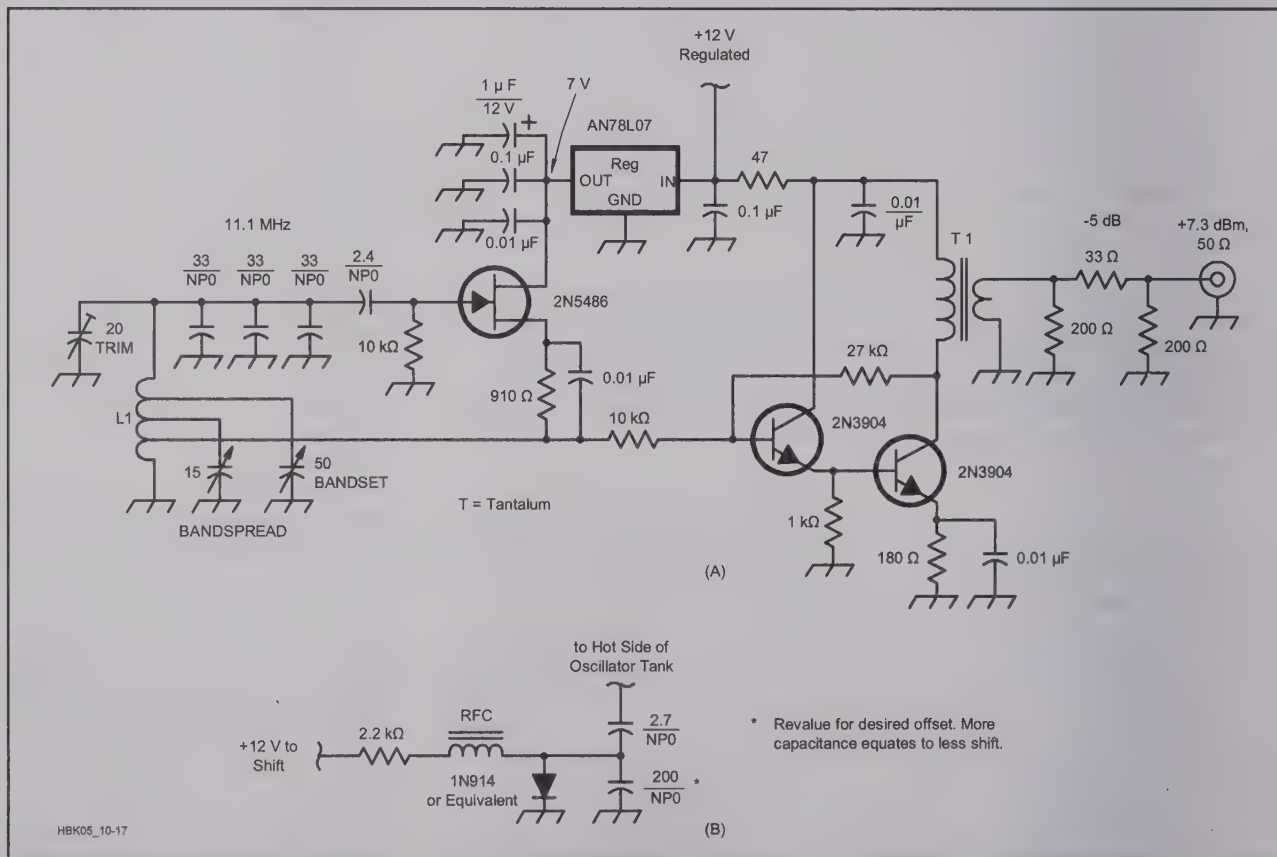 +12 V
Regulated
1 µF
12 V
+
7 V
AN78L07
0.1 µF
Reg
OUT
IN
GND
47
0.01 µF
0.1 µF
0.01
µF
T 1
-5 dB
+7.3 dBm,
50 Ω
33 Ω
200 Ω
200 Ω
11.1 MHz
33
NP0
33
NP0
33
NP0
2.4
NP0
2N5486
20
TRIM
10 kΩ
910 Ω
0.01 µF
27 kΩ
L1
10 kΩ
2N3904
2N3904
15
50
BANDSET
BANDSPREAD
T = Tantalum
1 kΩ
180 Ω
0.01 µF
(A)
to Hot Side of
Oscillator Tank
RFC
2.7
NP0
* Revalue for desired offset. More
capacitance equates to less shift.
+12 V to
Shift
2.2 kΩ
1N914
or Equivalent
200 *
NP0
(B)
HBK05_10-17